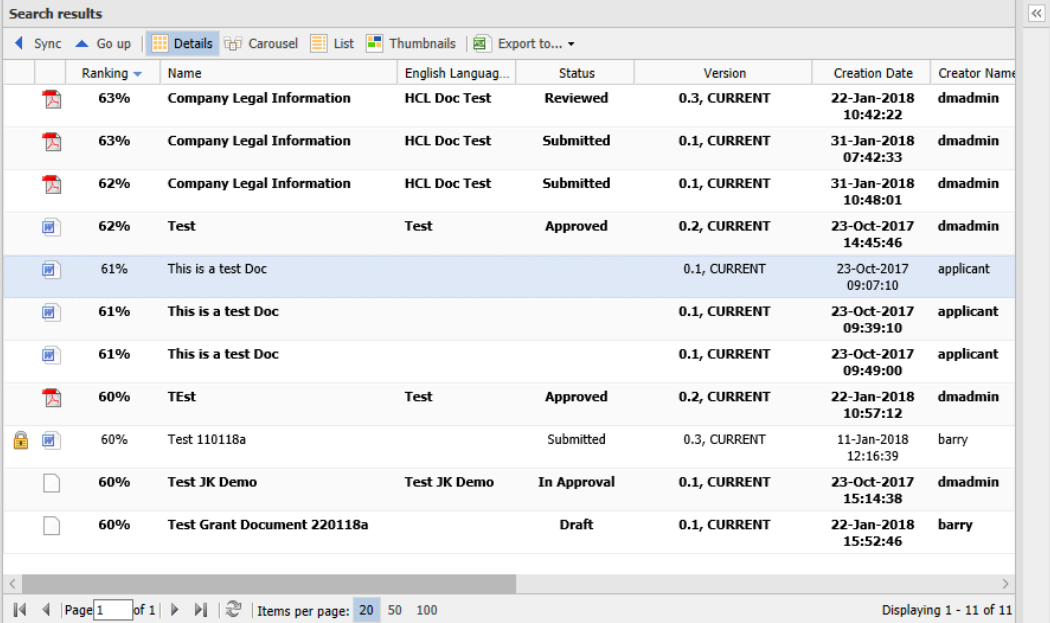 Search results
Sync Go up Details Carousel List Thumbnails Export to...
Ranking Name English Languag... Status Version Creation Date Creator Name
63% Company Legal Information HCL Doc Test Reviewed 0.3, CURRENT 22-Jan-2018 dmadmin
10:42:22
63% Company Legal Information HCL Doc Test Submitted 0.1, CURRENT 31-Jan-2018 dmadmin
07:42:33
62% Company Legal Information HCL Doc Test Submitted 0.1, CURRENT 31-Jan-2018 dmadmin
10:48:01
62% Test Test Approved 0.2, CURRENT 23-Oct-2017 dmadmin
14:45:46
61% This is a test Doc 0.1, CURRENT 23-Oct-2017 applicant
09:07:10
61% This is a test Doc 0.1, CURRENT 23-Oct-2017 applicant
09:39:10
61% This is a test Doc 0.1, CURRENT 23-Oct-2017 applicant
09:49:00
60% TEst Test Approved 0.2, CURRENT 22-Jan-2018 dmadmin
10:57:12
60% Test 110118a Submitted 0.3, CURRENT 11-Jan-2018 barry
12:16:39
60% Test JK Demo Test JK Demo In Approval 0.1, CURRENT 23-Oct-2017 dmadmin
15:14:38
60% Test Grant Document 220118a Draft 0.1, CURRENT 22-Jan-2018 barry
15:52:46
Page 1 of 1 Items per page: 20 50 100 Displaying 1 - 11 of 11